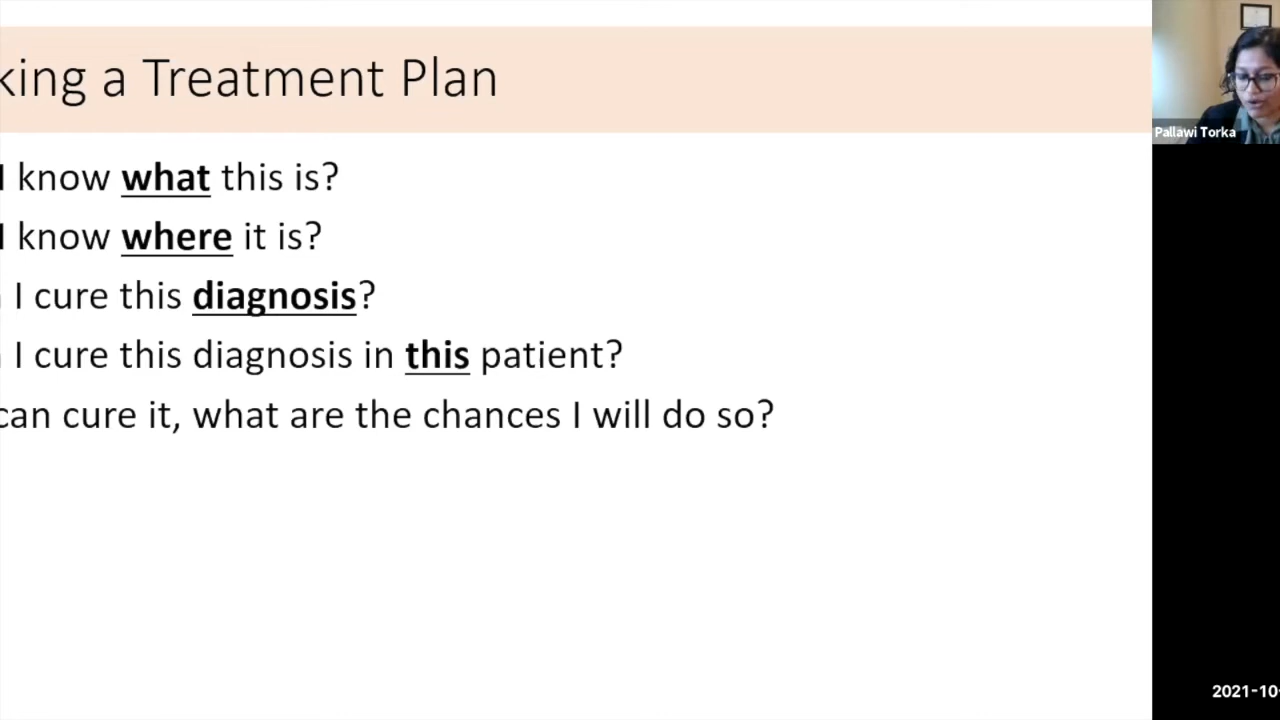 king a Treatment Plan
I know what this is?
I know where it is?
I cure this diagnosis?
I cure this diagnosis in this patient?
can cure it, what are the chances I will do so?
Pallawi Torka
2021-10-